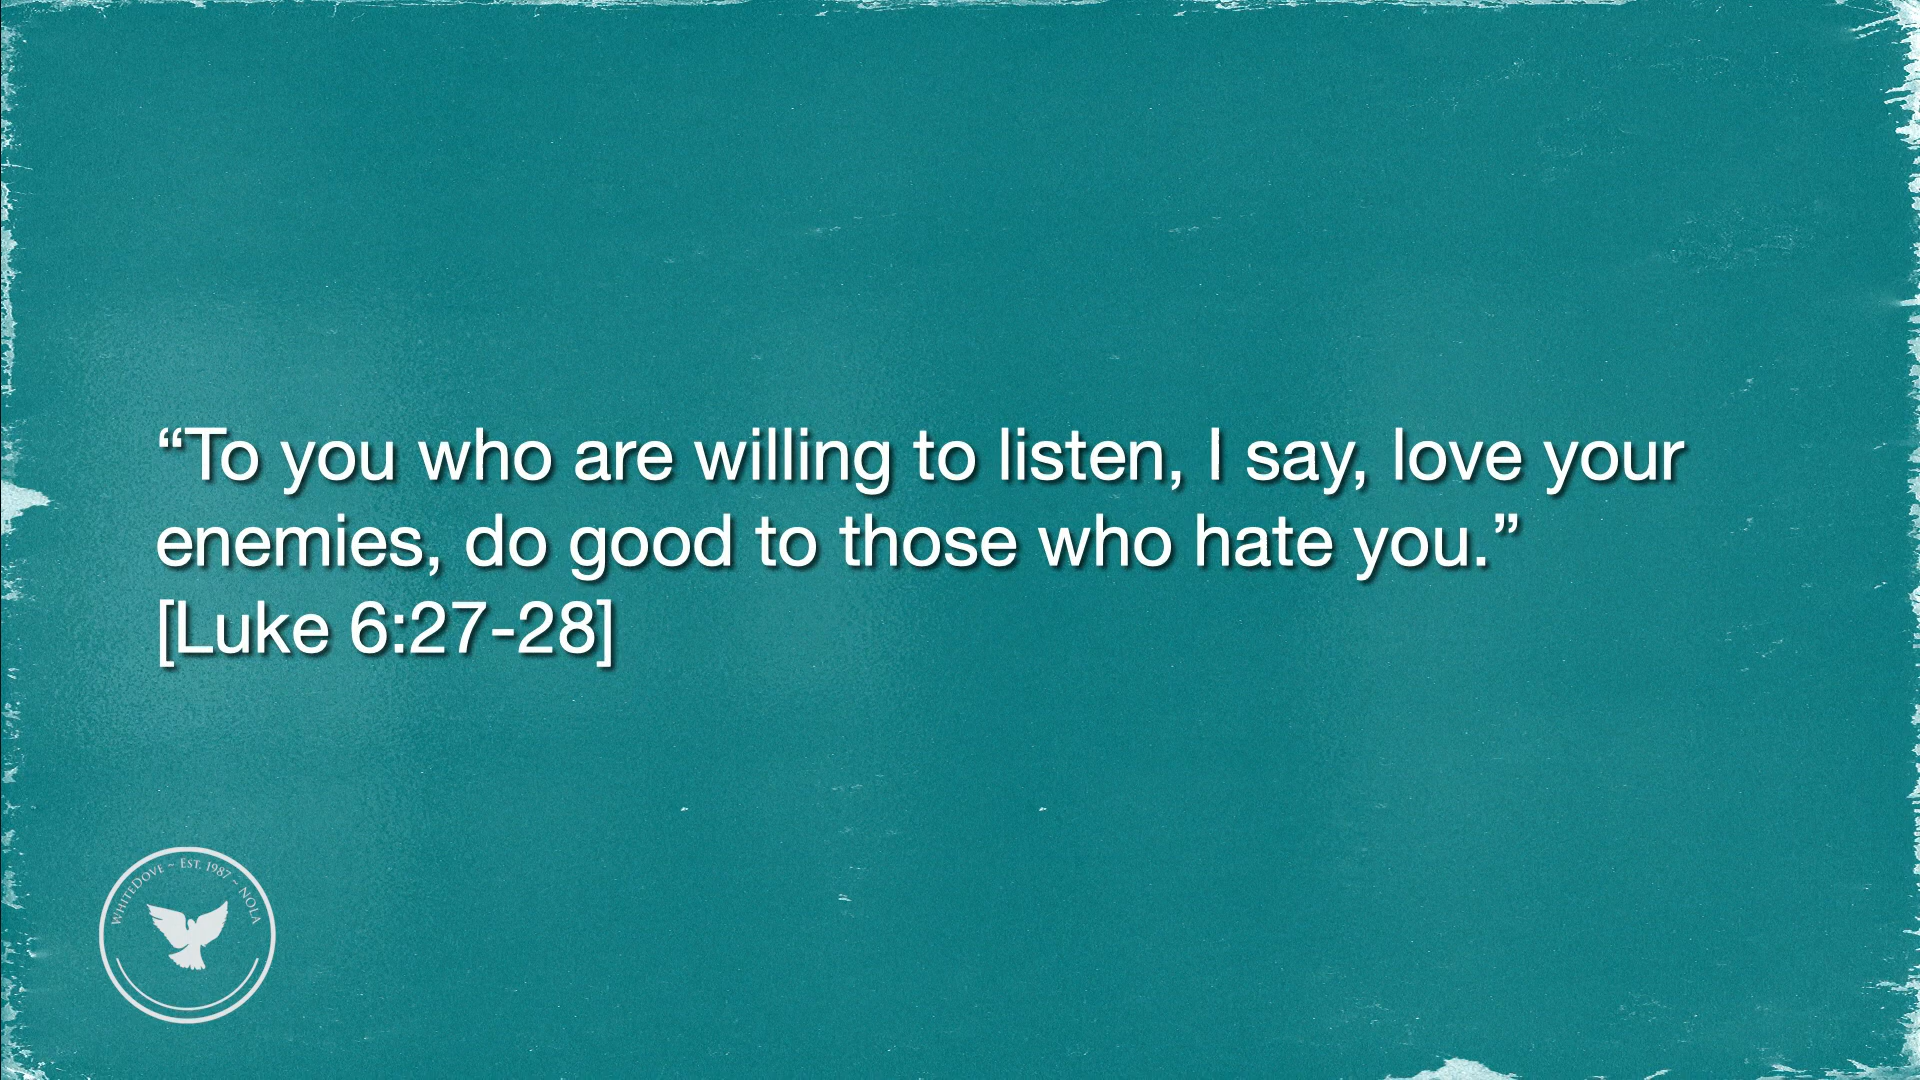 “To you who are willing to listen, I say, love your
enemies, do good to those who hate you.”
[Luke 6:27-28]
WHITEDOVE ~ EST. 1987 ~ NOLA